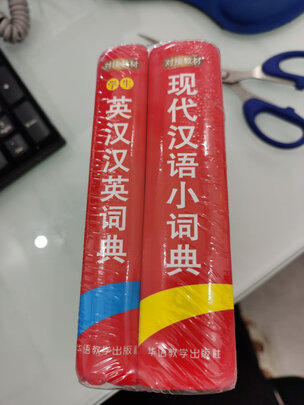 对接教材
学生
英汉汉英词典
华语教学出版社
对接教材
现代汉语小词典
华语教学出版社